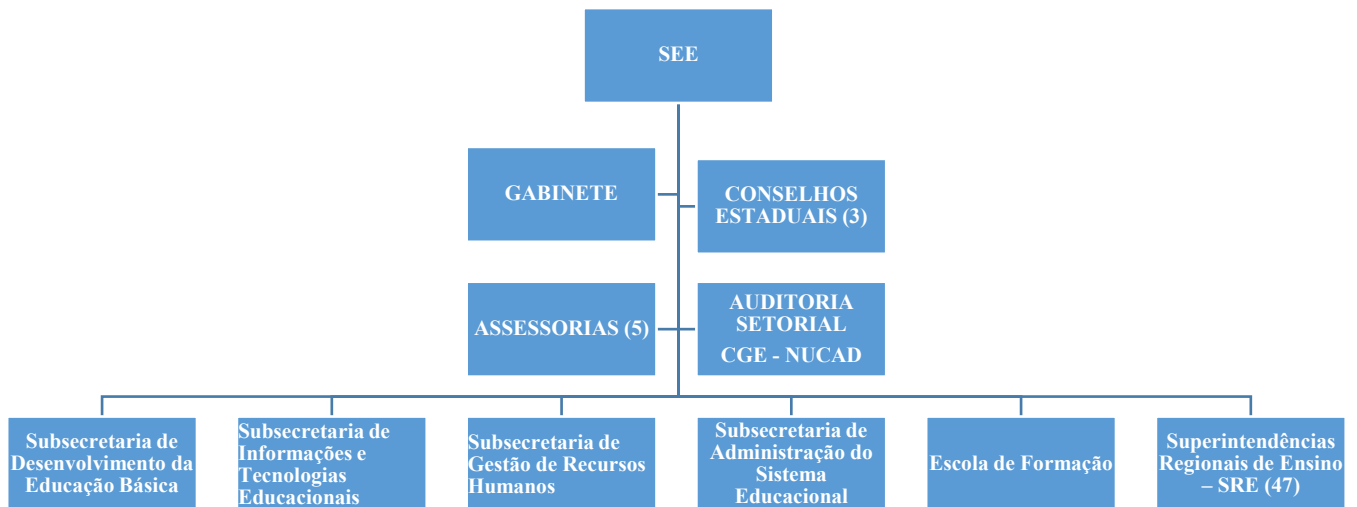 SEE
GABINETE
CONSELHOS
ESTADUAIS (3)
ASSESSORIAS (5)
AUDITORIA
SETORIAL
CGE - NUCAD
Subsecretaria de
Desenvolvimento da
Educação Básica
Subsecretaria de
Informações e
Tecnologias
Educacionais
Subsecretaria de
Gestão de Recursos
Humanos
Subsecretaria de
Administração do
Sistema
Educacional
Escola de Formação
Superintendências
Regionais de Ensino
– SRE (47)